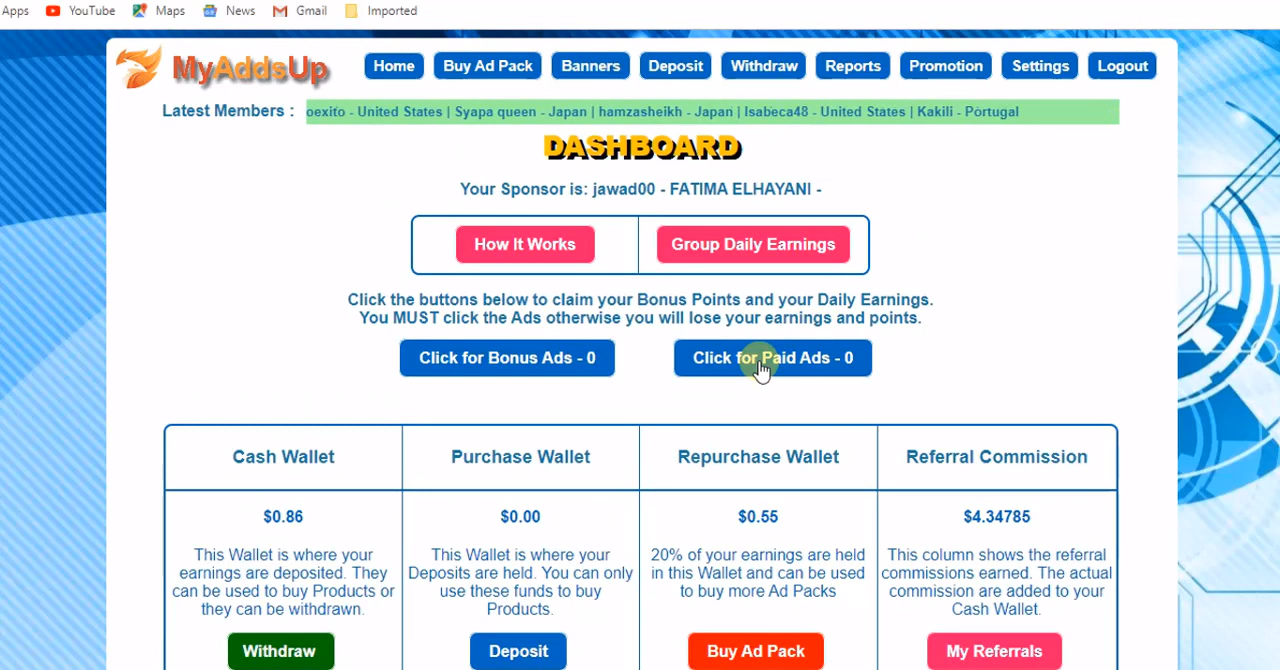 Apps YouTube Maps News Gmail Imported
MyAddsUp Home Buy Ad Pack Banners Deposit Withdraw Reports Promotion Settings Logout
Latest Members : oexito - United States | Syapa queen - Japan | hamzasheikh - Japan | Isabeca48 - United States | Kakili - Portugal
DASHBOARD
Your Sponsor is: jawad00 - FATIMA ELHAYANI -
How It Works Group Daily Earnings
Click the buttons below to claim your Bonus Points and your Daily Earnings.
You MUST click the Ads otherwise you will lose your earnings and points.
Click for Bonus Ads - 0 Click for Paid Ads - 0
Cash Wallet Purchase Wallet Repurchase Wallet Referral Commission
$0.86 $0.00 $0.55 $4.34785
This Wallet is where your
earnings are deposited. They
can be used to buy Products or
they can be withdrawn.
This Wallet is where your
Deposits are held. You can only
use these funds to buy
Products.
20% of your earnings are held
in this Wallet and can be used
to buy more Ad Packs
This column shows the referral
commissions earned. The actual
commission are added to your
Cash Wallet.
Withdraw Deposit Buy Ad Pack My Referrals